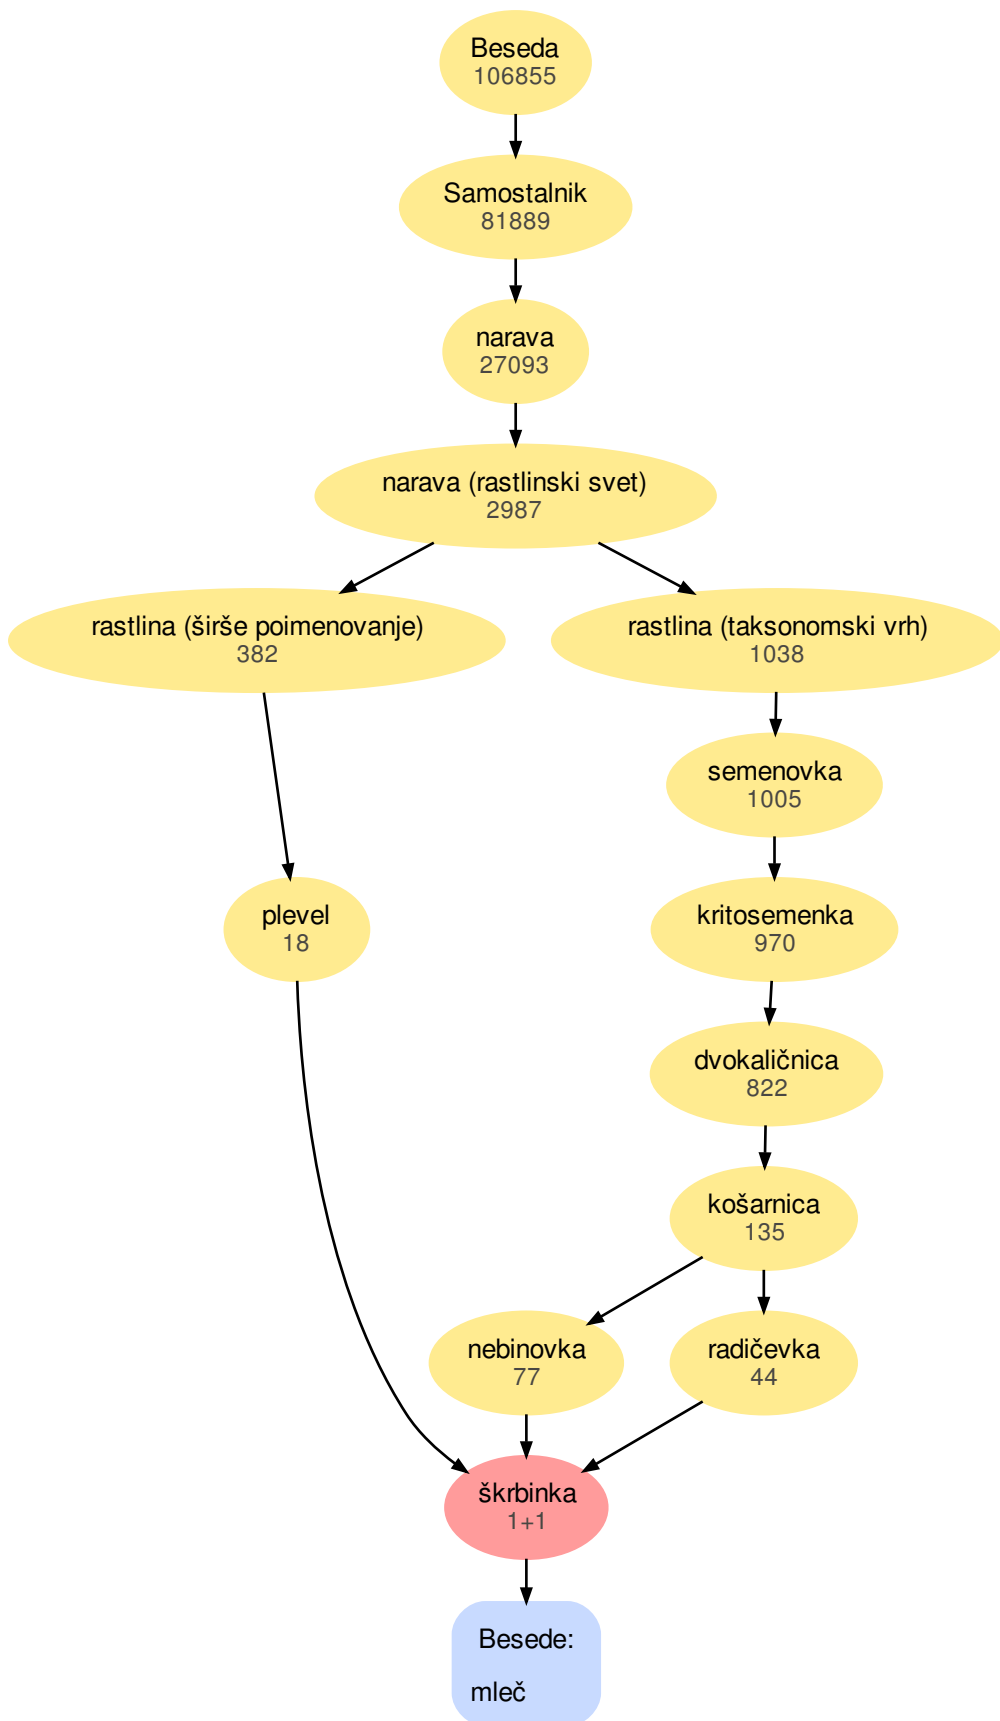 Beseda
106855
Samostalnik
81889
narava
27093
narava (rastlinski svet)
2987
rastlina (širše poimenovanje)
382
rastlina (taksonomski vrh)
1038
semenovka
1005
plevel
18
kritosemenka
970
dvokaličnica
822
košarnica
135
nebinovka
77
radičevka
44
škrbinka
1+1
Besede:
mleč